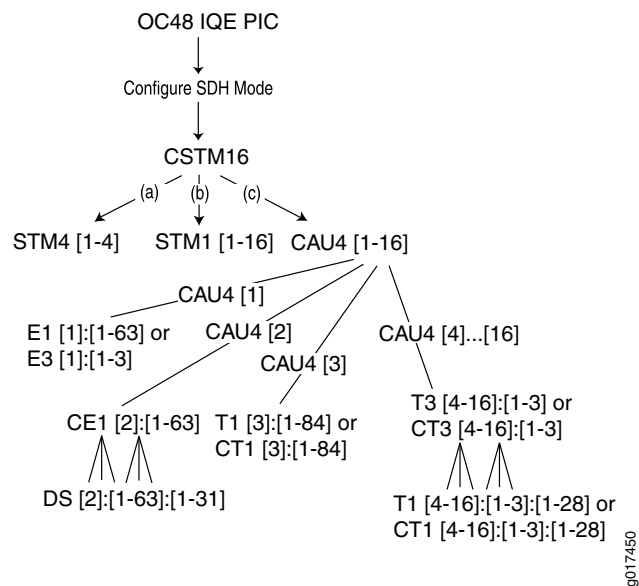 OC48 IQE PIC
Configure SDH Mode
CSTM16
(a)
(b)
(c)
STM4 [1-4]
STM1 [1-16]
CAU4 [1-16]
CAU4 [1]
E1 [1]:[1-63] or
E3 [1]:[1-3]
CAU4 [2]
CAU4 [3]
CAU4 [4]...[16]
CE1 [2]:[1-63]
T1 [3]:[1-84] or
CT1 [3]:[1-84]
T3 [4-16]:[1-3] or
CT3 [4-16]:[1-3]
DS [2]:[1-63]:[1-31]
T1 [4-16]:[1-3]:[1-28] or
CT1 [4-16]:[1-3]:[1-28]
g017450